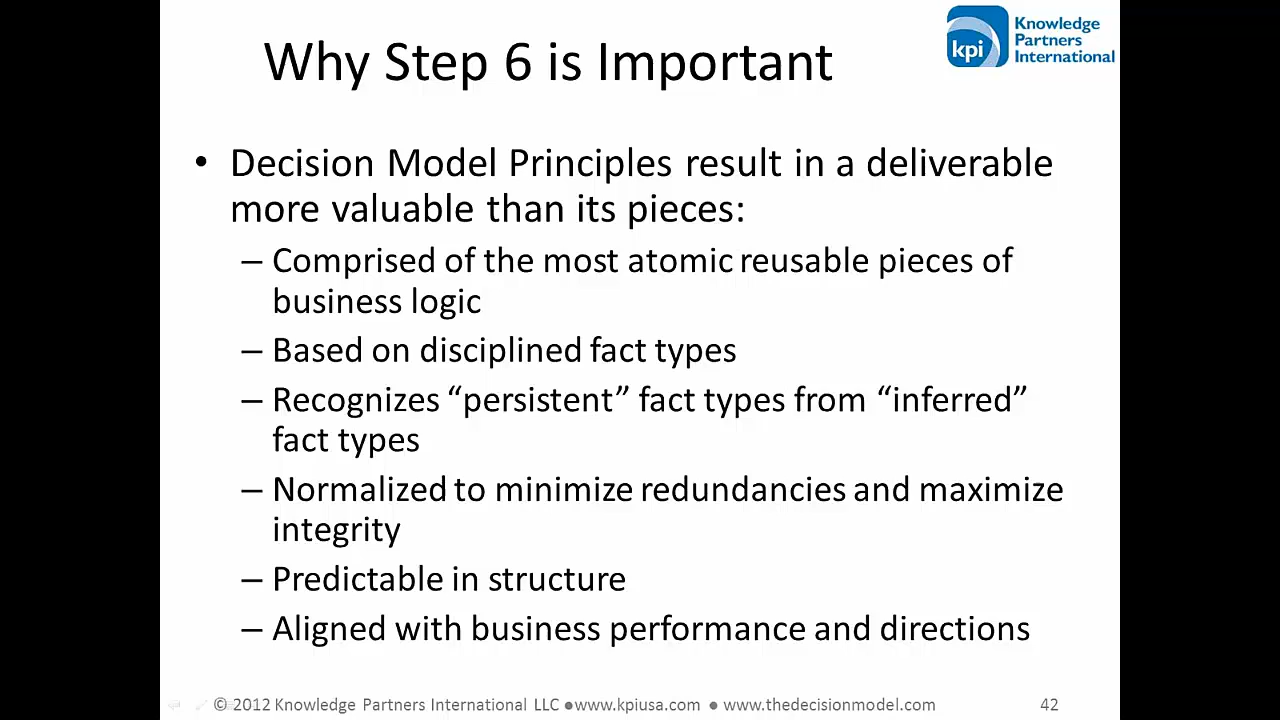 Why Step 6 is Important
kpi
Knowledge
Partners
International
• Decision Model Principles result in a deliverable
more valuable than its pieces:
– Comprised of the most atomic reusable pieces of
business logic
– Based on disciplined fact types
– Recognizes “persistent” fact types from “inferred”
fact types
– Normalized to minimize redundancies and maximize
integrity
– Predictable in structure
– Aligned with business performance and directions
© 2012 Knowledge Partners International LLC ●www.kpiusa.com ● www.thedecisionmodel.com
42